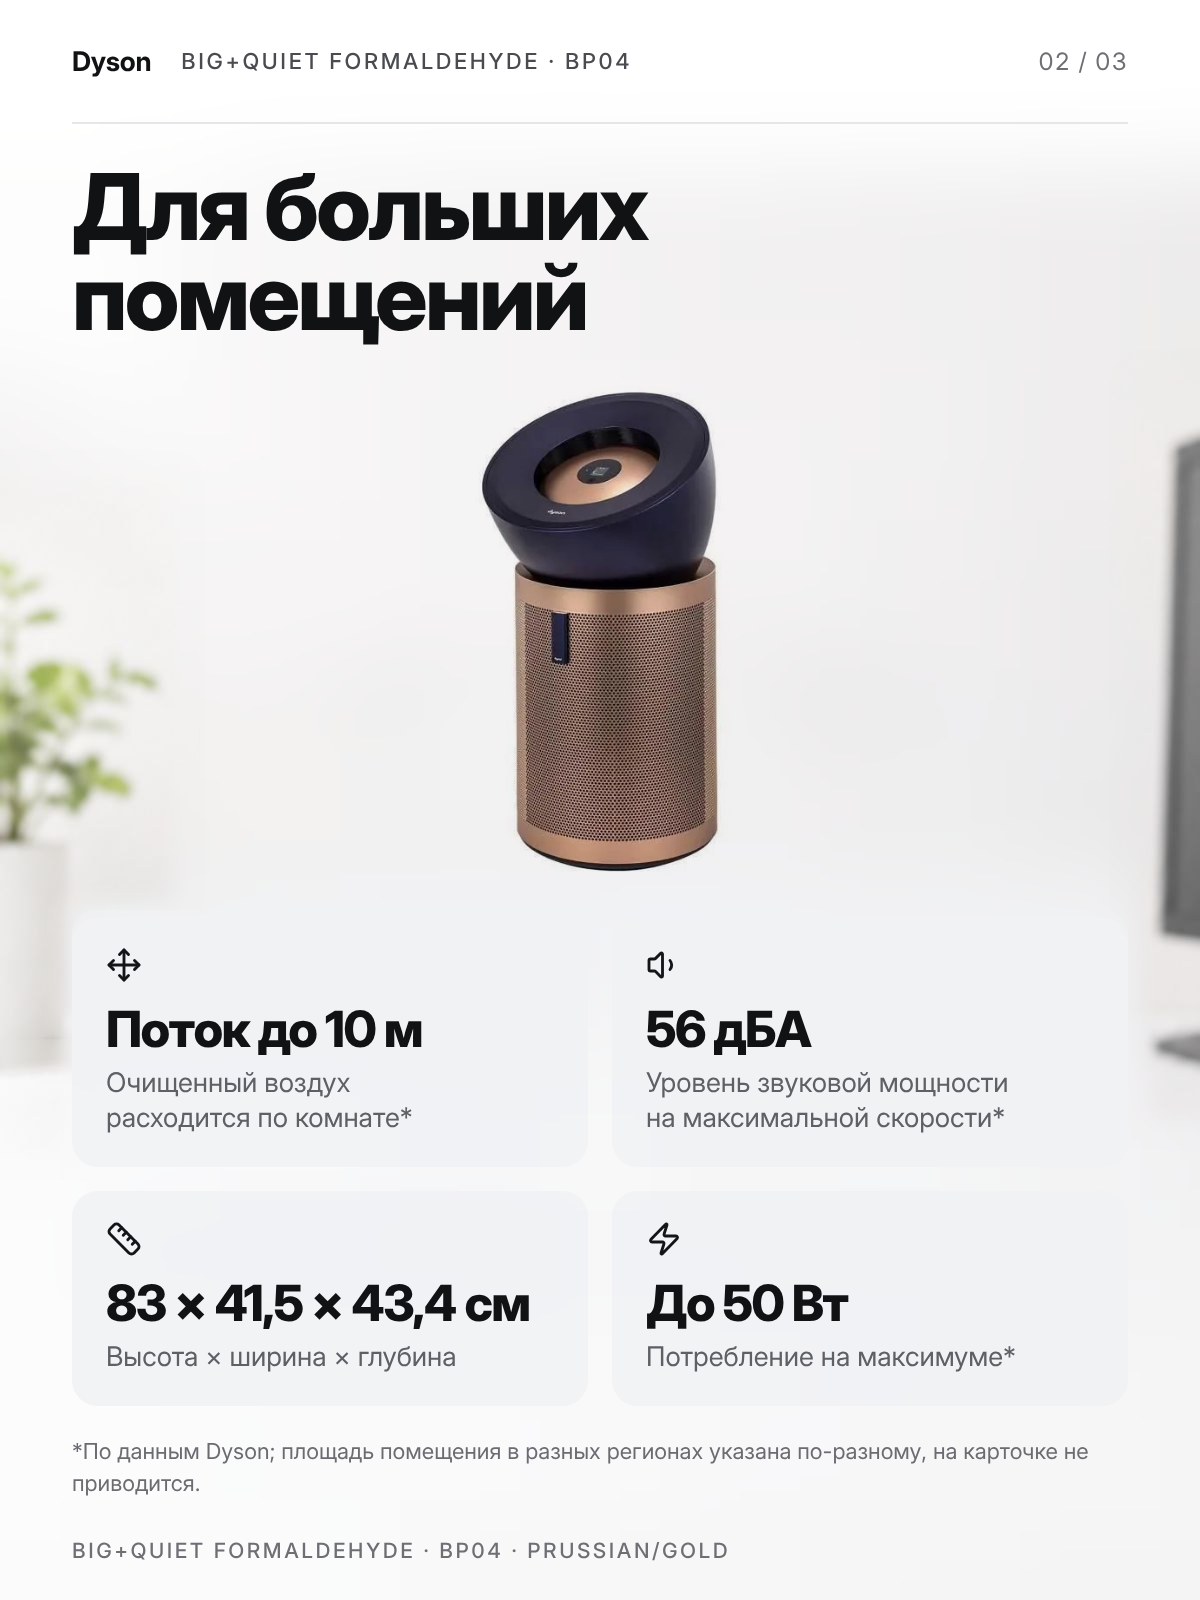 Dyson BIG+QUIET FORMALDEHYDE · BP04 02 / 03
Для больших
помещений
dyson
Поток до 10 м
Очищенный воздух
расходится по комнате*
56 дБА
Уровень звуковой мощности
на максимальной скорости*
83 × 41,5 × 43,4 см
Высота × ширина × глубина
До 50 Вт
Потребление на максимуме*
*По данным Dyson; площадь помещения в разных регионах указана по-разному, на карточке не
приводится.
BIG+QUIET FORMALDEHYDE · BP04 · PRUSSIAN/GOLD